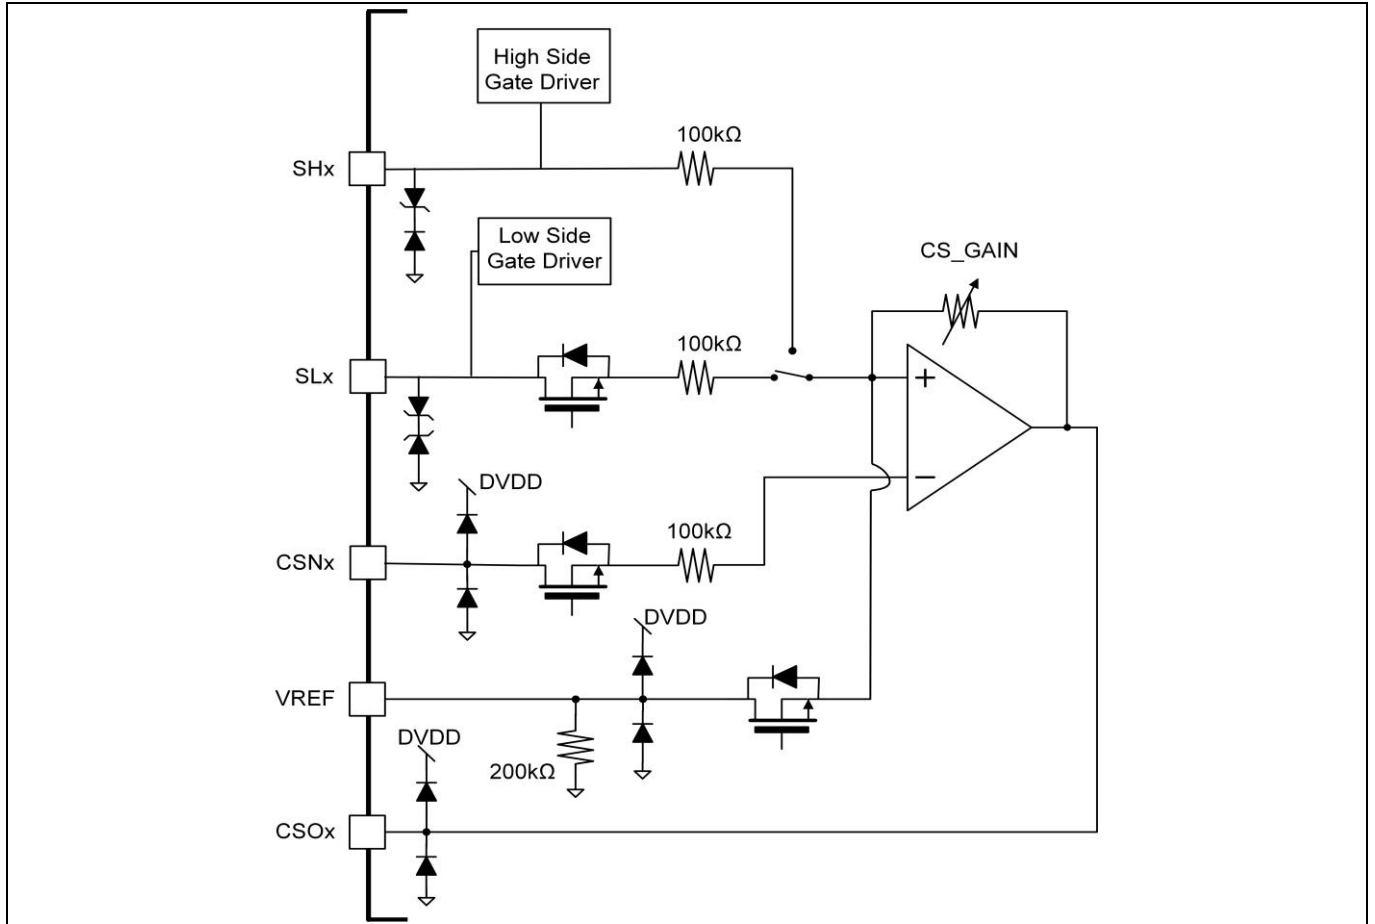 High Side
Gate Driver
100kΩ
SHx
Low Side
Gate Driver
CS_GAIN
100kΩ
SLx
+
−
DVDD
100kΩ
CSNx
DVDD
VREF
DVDD
200kΩ
CSOx